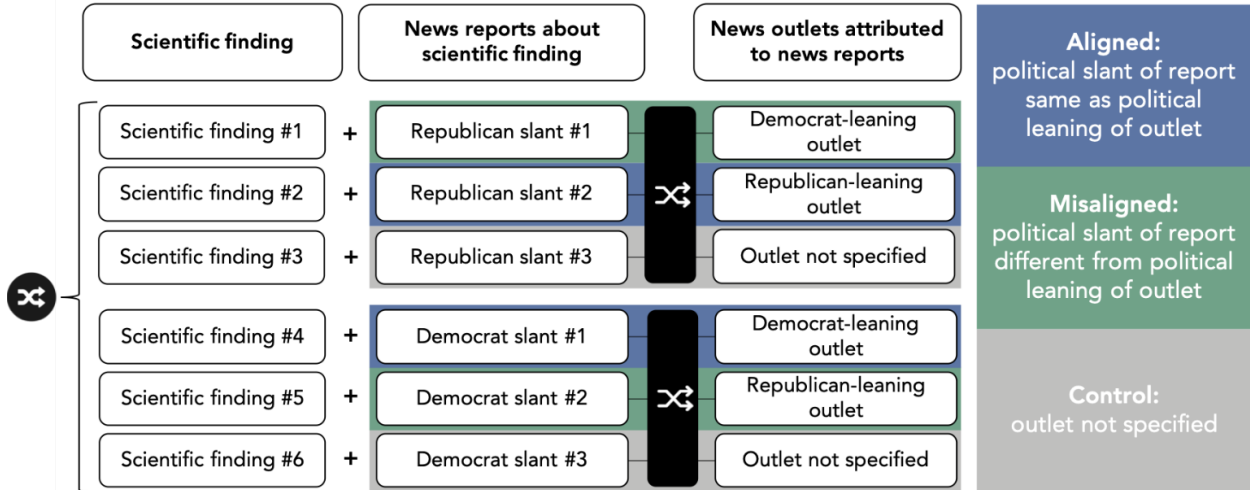 Scientific finding
News reports about
scientific finding
News outlets attributed
to news reports
Scientific finding #1
+
Republican slant #1
Democrat-leaning
outlet
Scientific finding #2
+
Republican slant #2
Republican-leaning
outlet
Scientific finding #3
+
Republican slant #3
Outlet not specified
Scientific finding #4
+
Democrat slant #1
Democrat-leaning
outlet
Scientific finding #5
+
Democrat slant #2
Republican-leaning
outlet
Scientific finding #6
+
Democrat slant #3
Outlet not specified
Aligned:
political slant of report
same as political
leaning of outlet
Misaligned:
political slant of report
different from political
leaning of outlet
Control:
outlet not specified